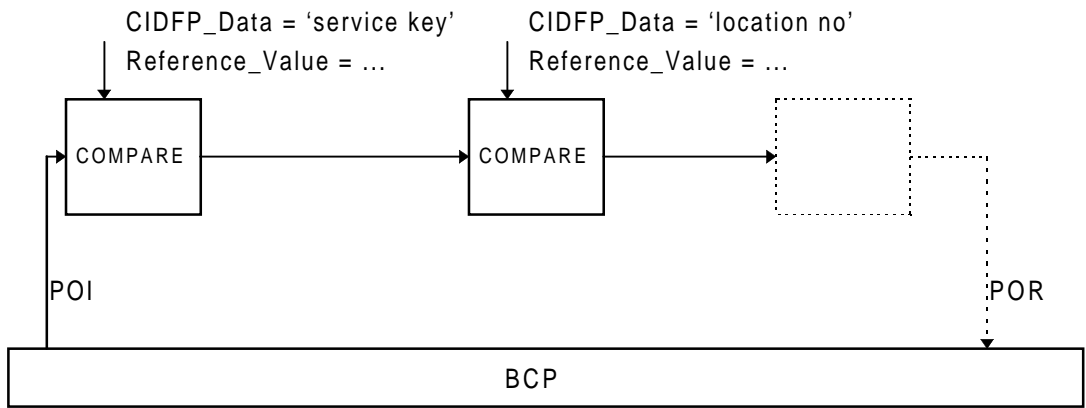 CIDFP_Data = ‘service key’
Reference_Value = ...
CIDFP_Data = ‘location no’
Reference_Value = ...
COMPARE
COMPARE
POI
POR
BCP